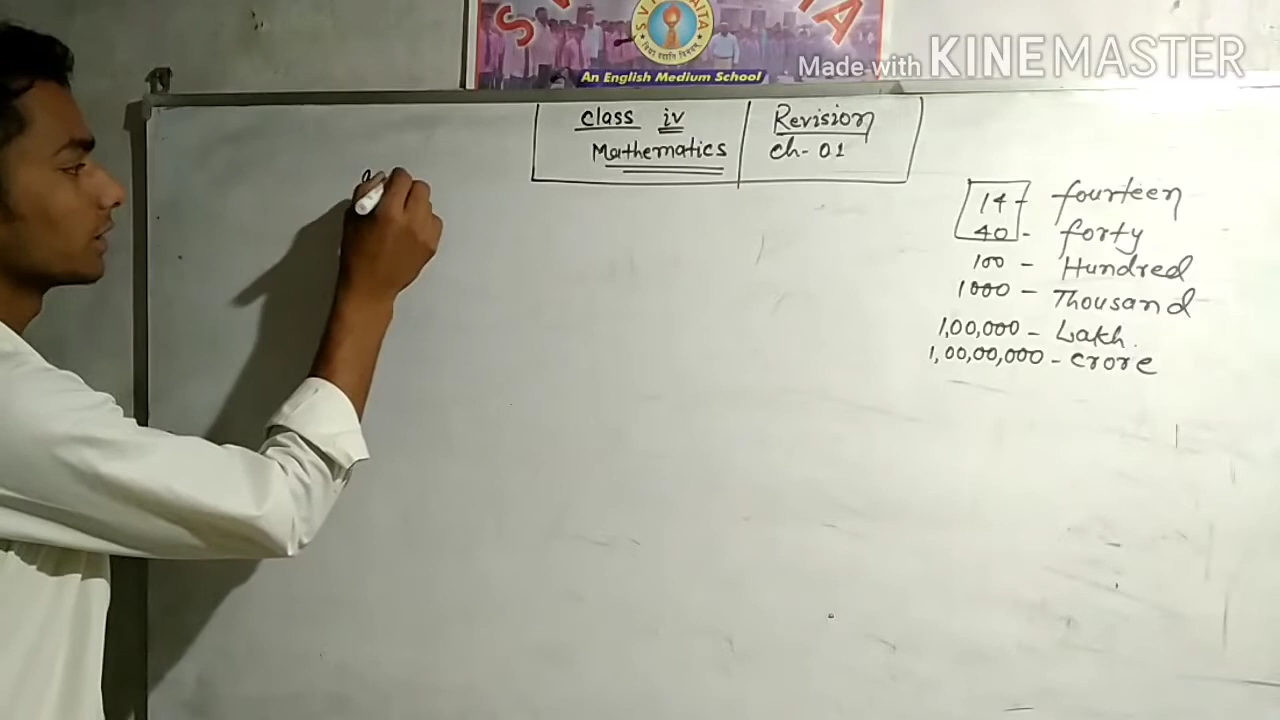 An English Medium School
Made with KINEMASTER
Class iv
Mathematics
Revision
Ch- 01
14 - fourteen
40 - forty
100 - Hundred
1000 - Thousand
1,00,000 - Lakh.
1,00,00,000 - Crore